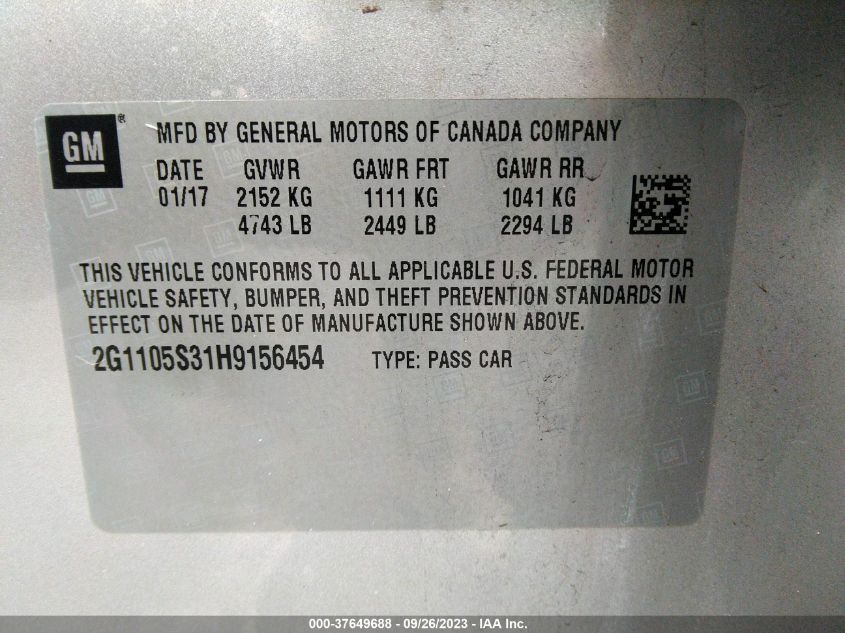 GM®
MFD BY GENERAL MOTORS OF CANADA COMPANY
DATE GVWR GAWR FRT GAWR RR
01/17 2152 KG 1111 KG 1041 KG
4743 LB 2449 LB 2294 LB
THIS VEHICLE CONFORMS TO ALL APPLICABLE U.S. FEDERAL MOTOR
VEHICLE SAFETY, BUMPER, AND THEFT PREVENTION STANDARDS IN
EFFECT ON THE DATE OF MANUFACTURE SHOWN ABOVE.
2G1105S31H9156454 TYPE: PASS CAR
000-37649688 - 09/26/2023 - IAA Inc.